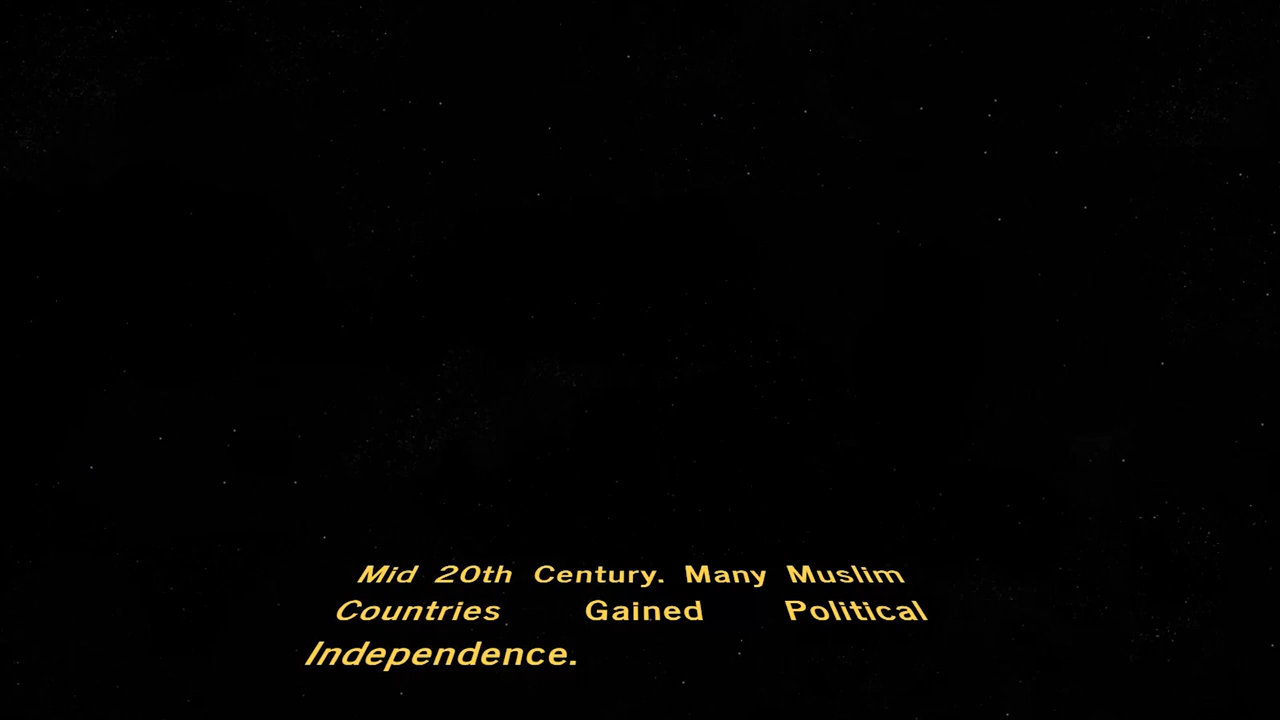 Mid 20th Century. Many Muslim
Countries Gained Political
Independence.